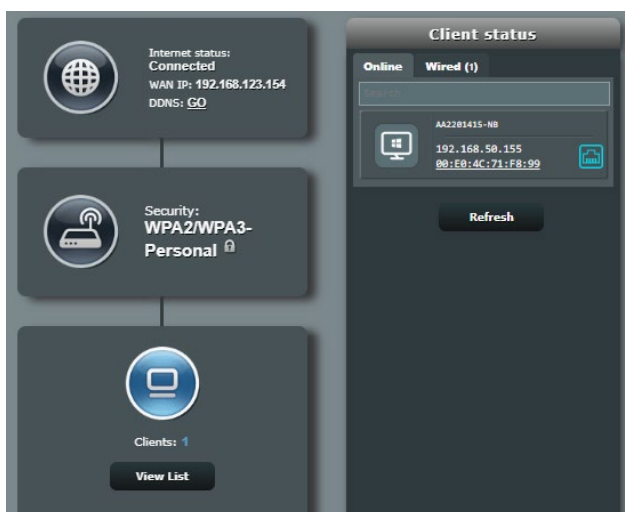 Internet status:
Connected
WAN IP: 192.168.123.154
DDNS: GO
Security:
WPA2/WPA3-
Personal
Clients: 1
View List
Client status
Online Wired (1)
Search
AA2201415-NB
192.168.50.155
00:E0:4C:71:F8:99
Refresh